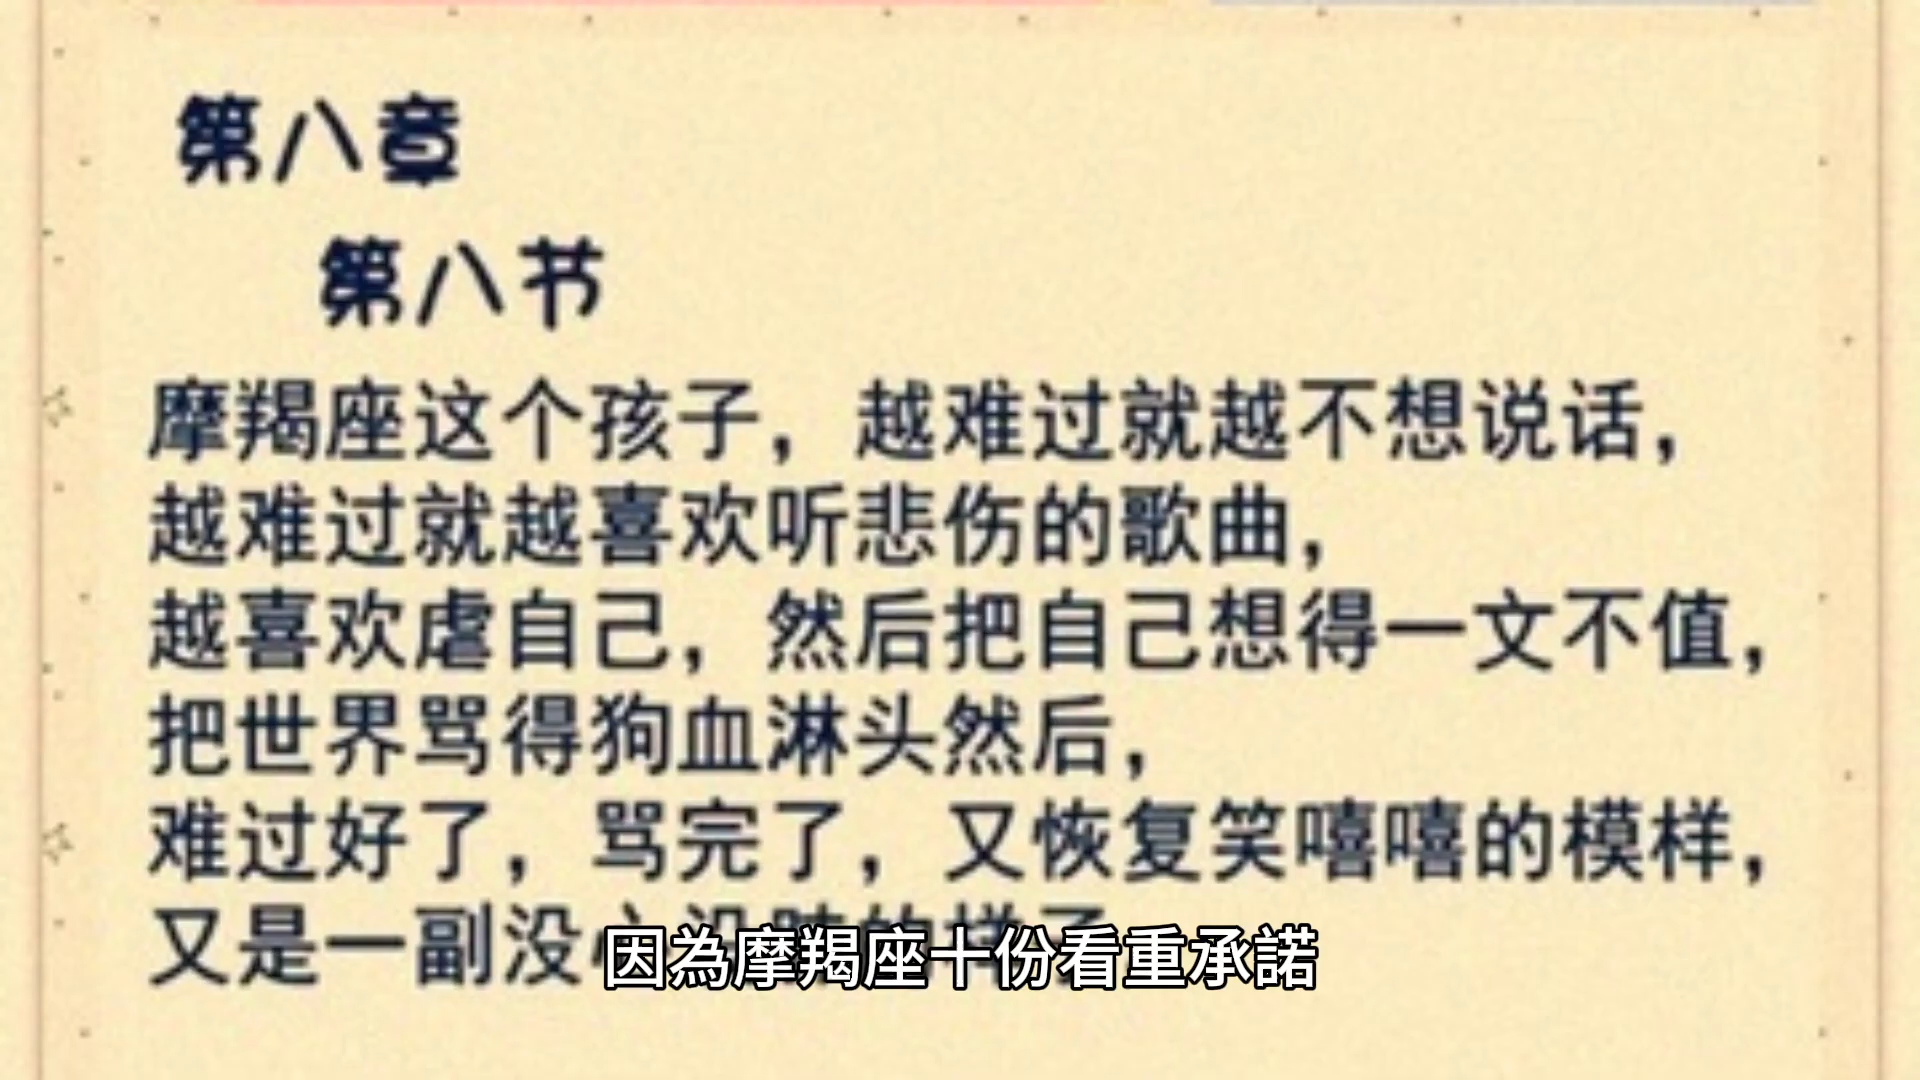 第八章
第八节
摩羯座这个孩子，越难过就越不想说话，
越难过就越喜欢听悲伤的歌曲，
越喜欢虐自己，然后把自己想得一文不值，
把世界骂得狗血淋头然后，
难过好了，骂完了，又恢复笑嘻嘻的模样，
又是一副没
因為摩羯座十份看重承諾